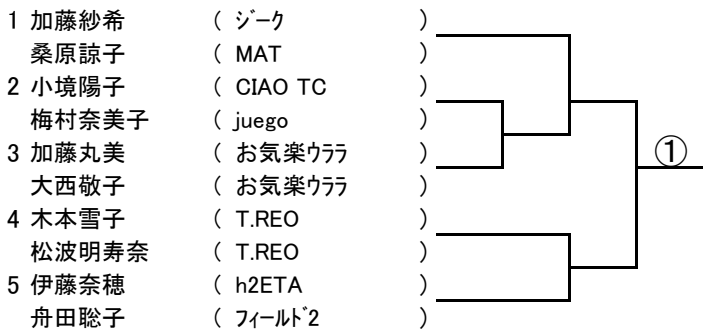 1 加藤紗希 ( ジーク )
桑原諒子 ( MAT )
2 小境陽子 ( CIAO TC )
梅村奈美子 ( juego )
3 加藤丸美 ( お気楽ウララ )
①
大西敬子 ( お気楽ウララ )
4 木本雪子 ( T.REO )
松波明寿奈 ( T.REO )
5 伊藤奈穂 ( h2ETA )
舟田聡子 ( フィールド2 )